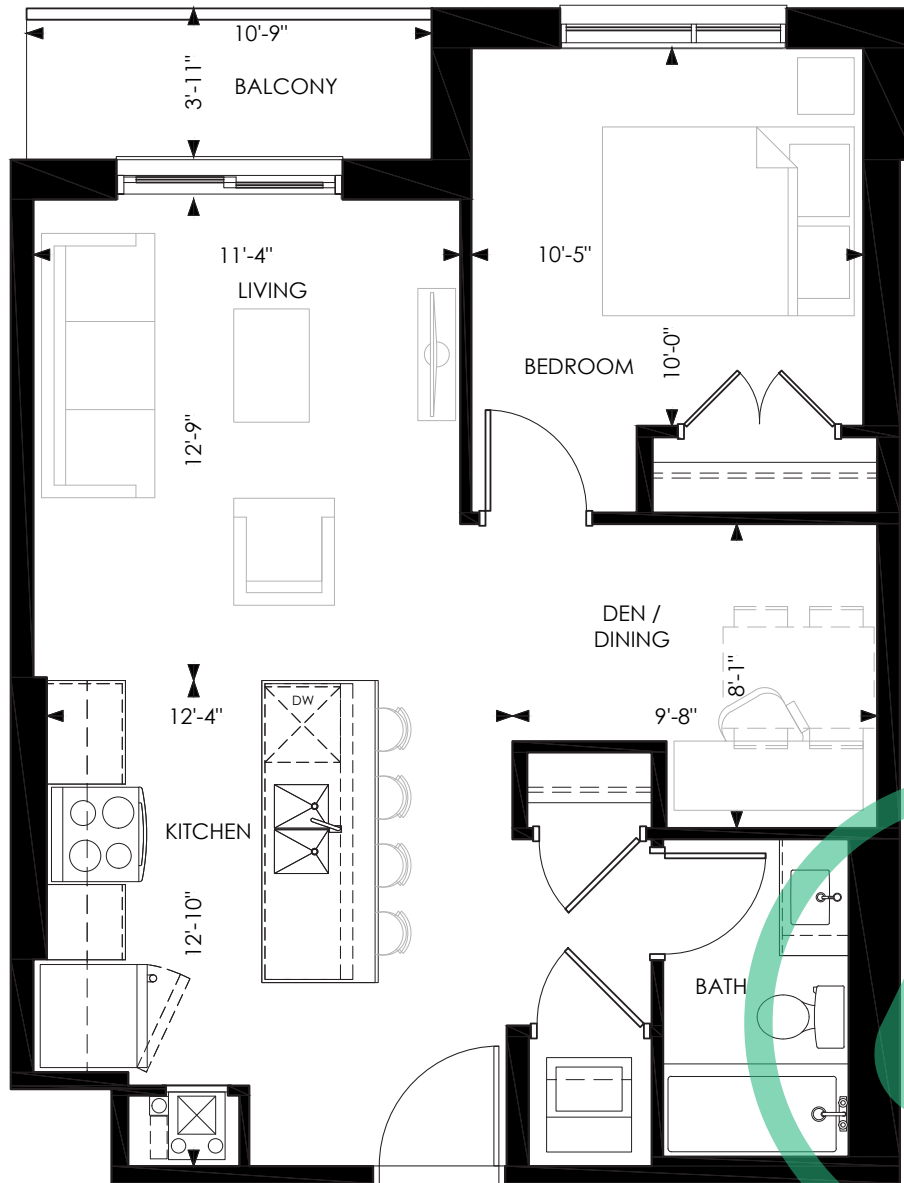 10'-9"
3'-11"
BALCONY
11'-4"
LIVING
10'-5"
BEDROOM
10'-0"
12'-9"
DEN /
DINING
8'-1"
DW
12'-4"
9'-8"
KITCHEN
12'-10"
BATH